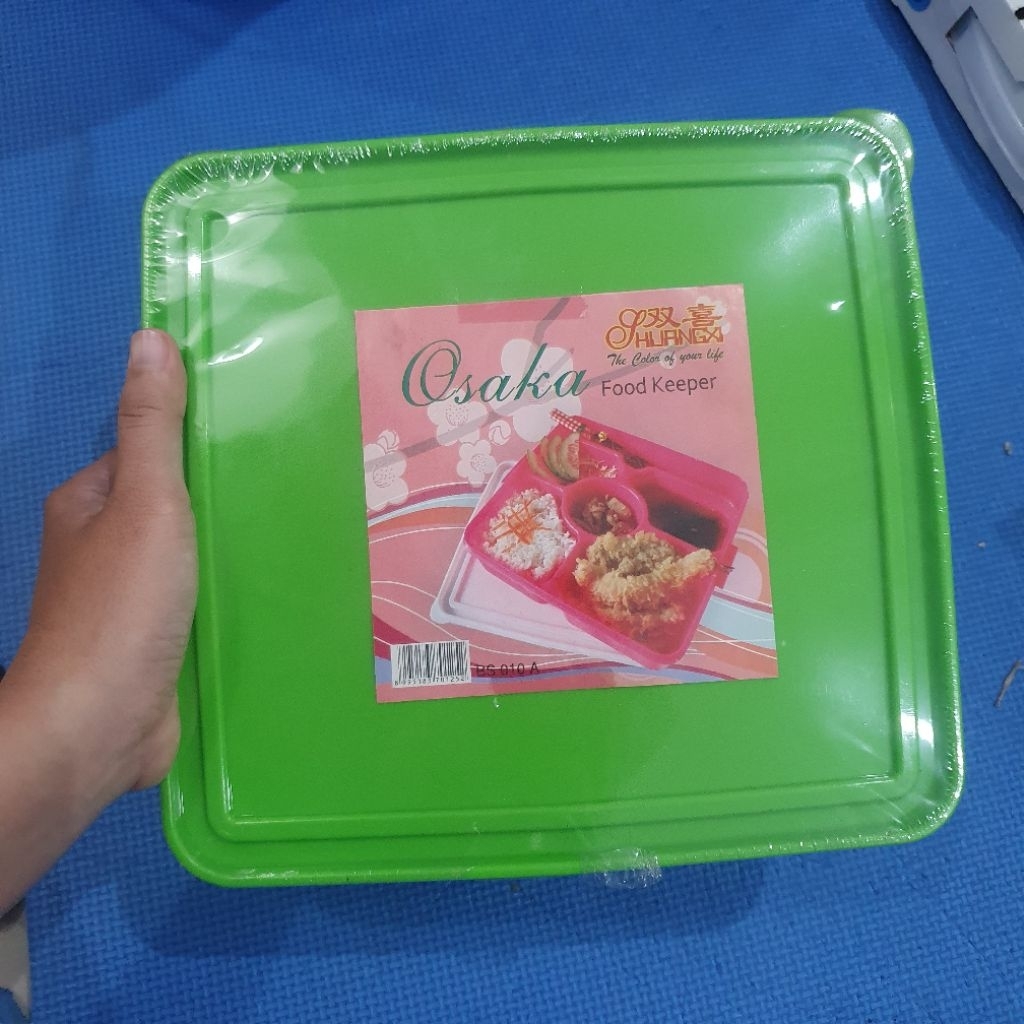 双喜
SHUANGXI
The Color of your life
Osaka
Food Keeper
BS 010 A